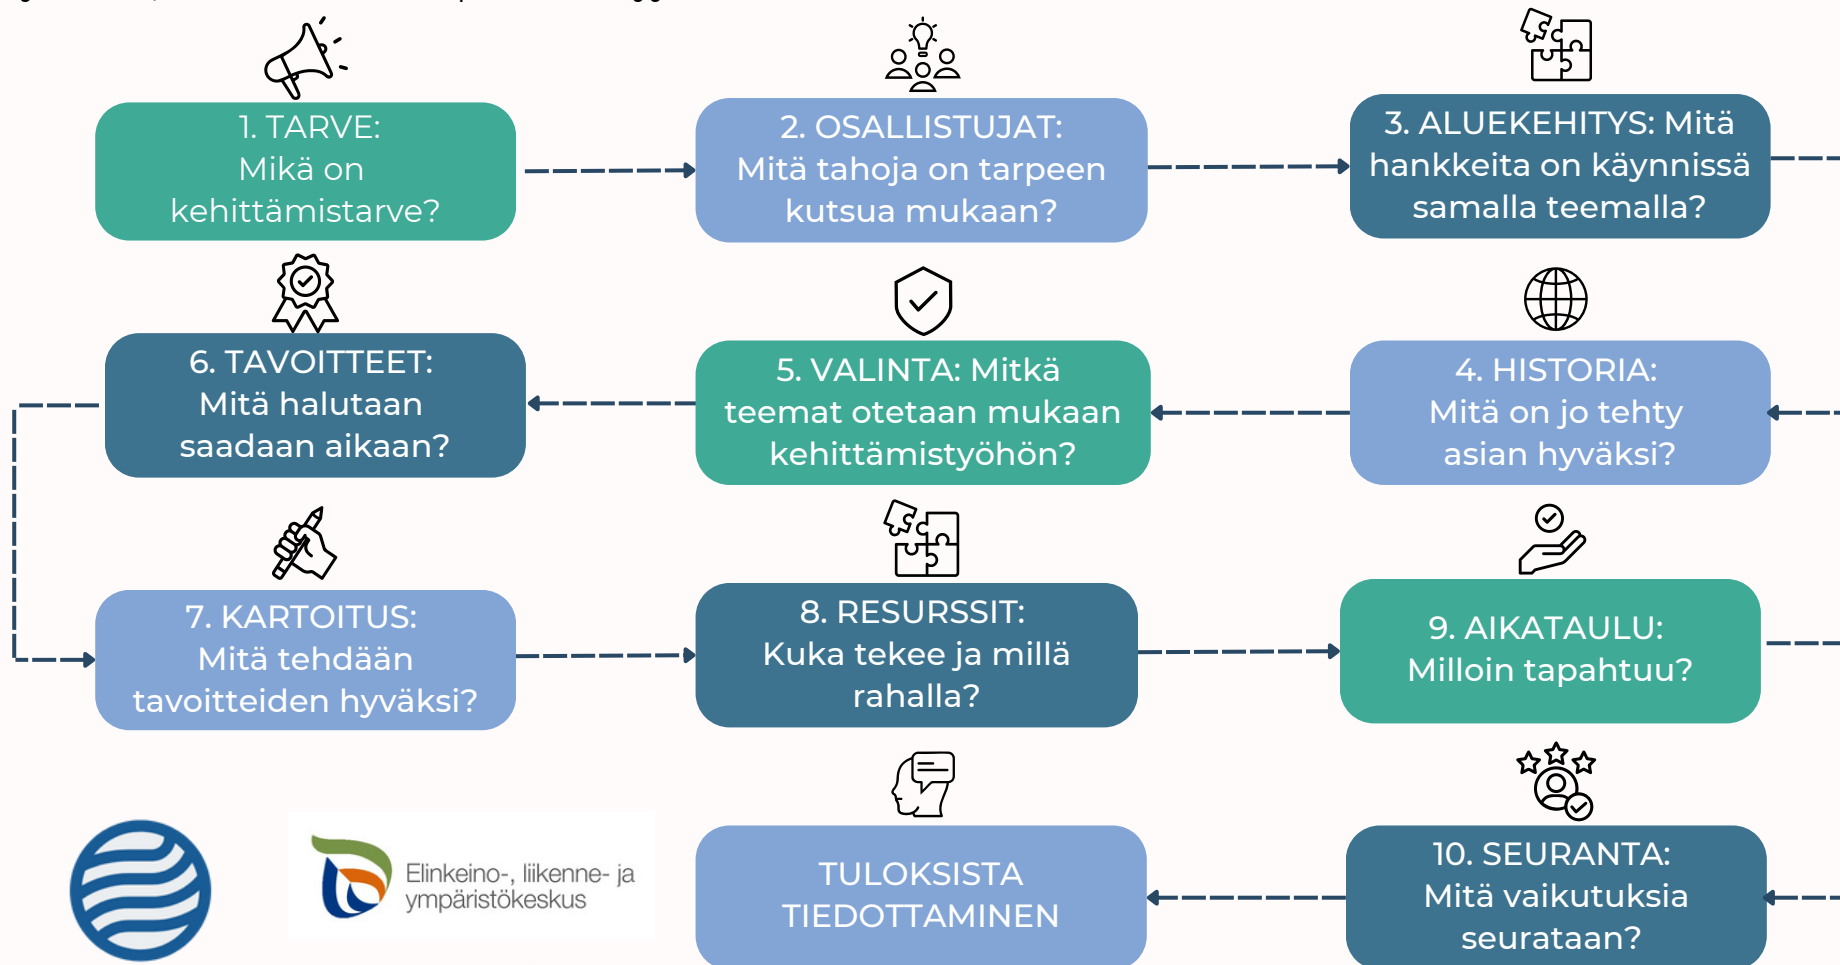 1. TARVE:
Mikä on
kehittämistarve?
2. OSALLISTUJAT:
Mitä tahoja on tarpeen
kutsua mukaan?
3. ALUEKEHITYS: Mitä
hankkeita on käynnissä
samalla teemalla?
4. HISTORIA:
Mitä on jo tehty
asian hyväksi?
5. VALINTA: Mitkä
teemat otetaan mukaan
kehittämistyöhön?
6. TAVOITTEET:
Mitä halutaan
saadaan aikaan?
7. KARTOITUS:
Mitä tehdään
tavoitteiden hyväksi?
8. RESURSSIT:
Kuka tekee ja millä
rahalla?
9. AIKATAULU:
Milloin tapahtuu?
10. SEURANTA:
Mitä vaikutuksia
seurataan?
TULOKSISTA
TIEDOTTAMINEN
Elinkeino-, liikenne- ja
ympäristökeskus